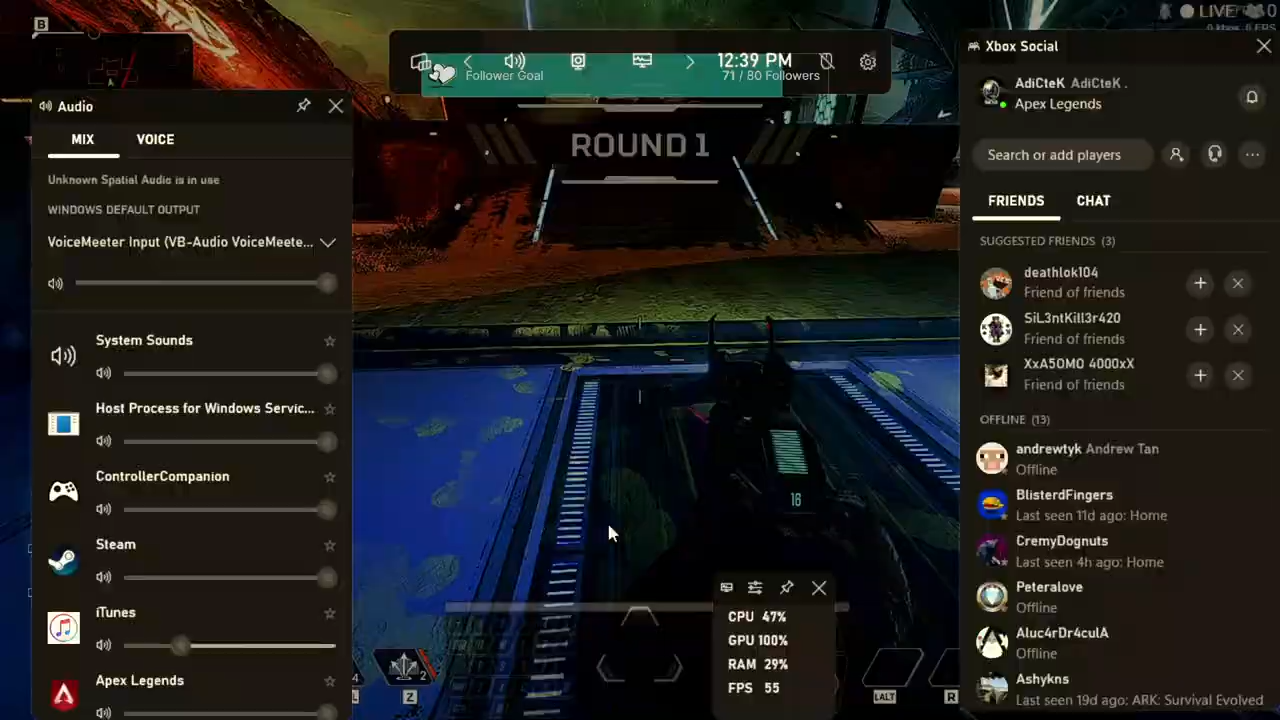 B
LIVE
0
12:39 PM
Follower Goal
71 / 80 Followers
ROUND 1
Audio
MIX
VOICE
Unknown Spatial Audio is in use
WINDOWS DEFAULT OUTPUT
VoiceMeeter Input (VB-Audio VoiceMeete...
System Sounds
Host Process for Windows Servic...
ControllerCompanion
Steam
iTunes
Apex Legends
16
CPU 47%
GPU 100%
RAM 29%
FPS 55
2
4
L
Z
LALT
R
Xbox Social
AdiCteK AdiCteK .
Apex Legends
Search or add players
FRIENDS
CHAT
SUGGESTED FRIENDS (3)
deathlok104
Friend of friends
SiL3ntKill3r420
Friend of friends
XxA5OMO 4000xX
Friend of friends
OFFLINE (13)
andrewtyk Andrew Tan
Offline
BlisterdFingers
Last seen 11d ago: Home
CremyDognuts
Last seen 4h ago: Home
Peteralove
Offline
Aluc4rDr4culA
Offline
Ashykns
Last seen 19d ago: ARK: Survival Evolved